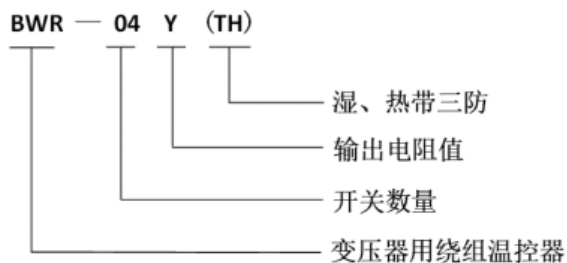 BWR — 04 Y (TH)
湿、热带三防
输出电阻值
开关数量
变压器用绕组温控器